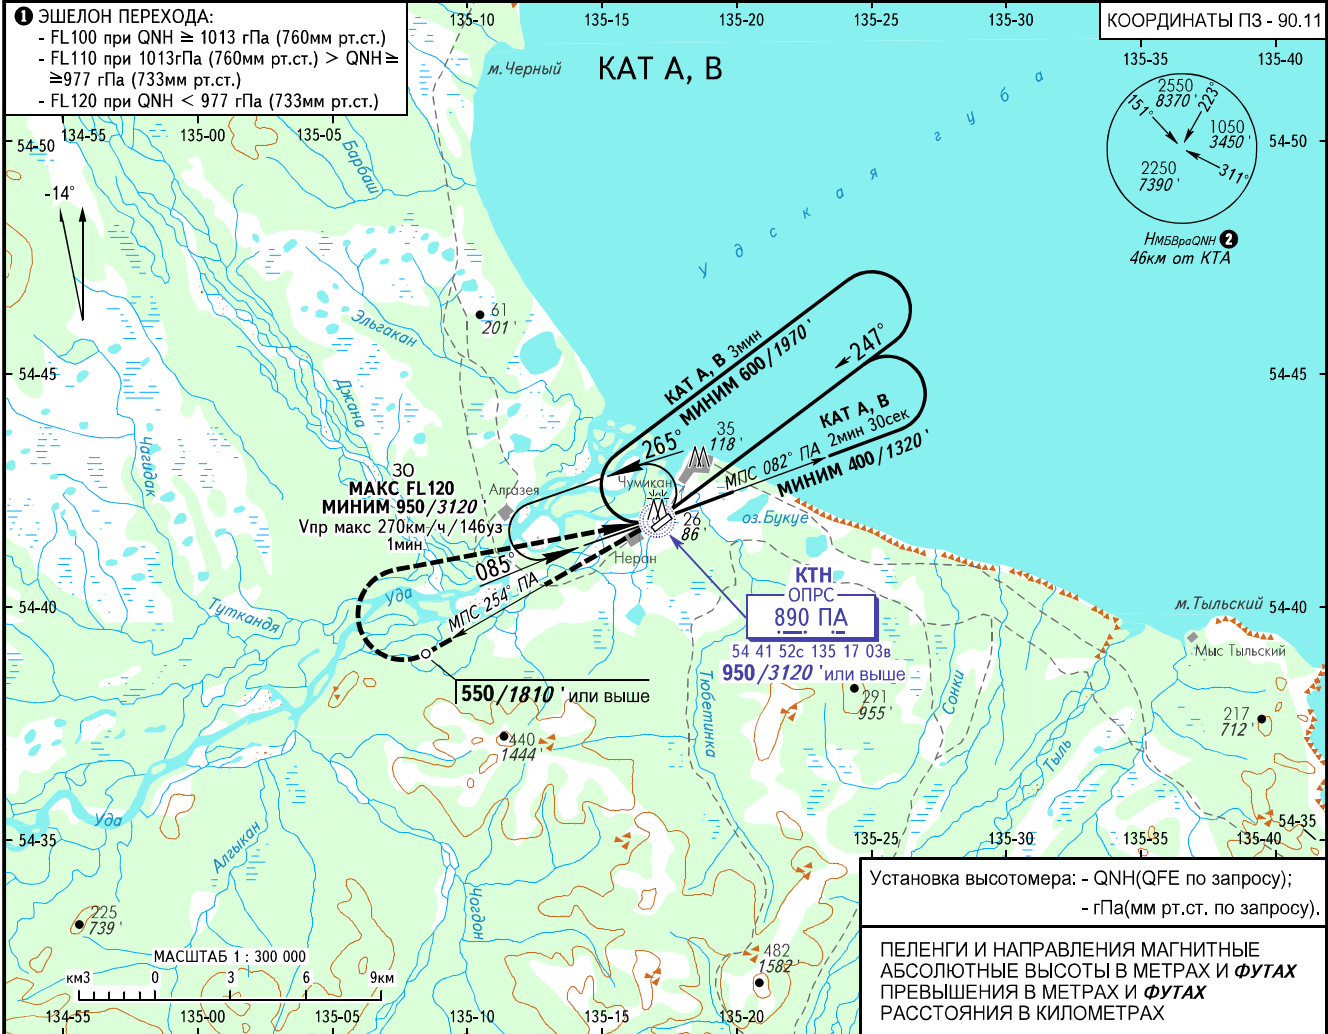 ❶ ЭШЕЛОН ПЕРЕХОДА:
- FL100 при QNH ≥ 1013 гПа (760мм рт.ст.)
- FL110 при 1013гПа (760мм рт.ст.) > QNH ≥
≥977 гПа (733мм рт.ст.)
- FL120 при QNH < 977 гПа (733мм рт.ст.)
135-10
135-15
135-20
135-25
135-30
КООРДИНАТЫ ПЗ - 90.11
135-35
135-40
м.Черный
КАТ А, В
Удская губа
2550
8370 '
151°
223°
1050
3450 '
2250
7390 '
311°
НМБВраQNH ❷
46км от КТА
54-50
134-55
135-00
135-05
54-50
-14°
Барбаш
61
201 '
Эльгакан
Джана
Чагидак
54-45
54-45
КАТ А, В 3мин
МИНИМ 600/1970 '
247°
КАТ А, В
2мин 30сек
МПС 082° ПА
МИНИМ 400/1320 '
265°
35
118 '
Чумикан
Алгазея
ЗО
МАКС FL120
МИНИМ 950/3120 '
Vпр макс 270км/ч/146уз
1мин
26
86 '
оз.Букуе
Неран
085°
МПС 254° ПА
Уда
Туткандя
54-40
54-40
КТН
ОПРС
890 ПА
54 41 52с 135 17 03в
950/3120 'или выше
м.Тыльский
Мыс Тыльский
550/1810 'или выше
Тюбетинка
291
955 '
Сонки
Тыль
217
712 '
440
1444 '
Уда
Алгыкан
Чогдон
54-35
135-25
135-30
135-35
135-40
54-35
225
739 '
482
1582 '
МАСШТАБ 1 : 300 000
км3 0 3 6 9км
134-55
135-00
135-05
135-10
135-15
135-20
Установка высотомера: - QNH(QFE по запросу);
- гПа(мм рт.ст. по запросу).
ПЕЛЕНГИ И НАПРАВЛЕНИЯ МАГНИТНЫЕ
АБСОЛЮТНЫЕ ВЫСОТЫ В МЕТРАХ И ФУТАХ
ПРЕВЫШЕНИЯ В МЕТРАХ И ФУТАХ
РАССТОЯНИЯ В КИЛОМЕТРАХ